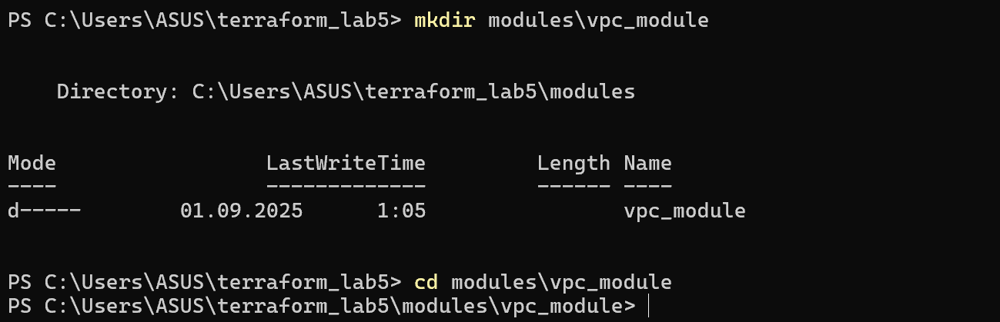 PS C:\Users\ASUS\terraform_lab5> mkdir modules\vpc_module
Directory: C:\Users\ASUS\terraform_lab5\modules
Mode                 LastWriteTime         Length Name
----                 -------------         ------ ----
d-----        01.09.2025      1:05                vpc_module
PS C:\Users\ASUS\terraform_lab5> cd modules\vpc_module
PS C:\Users\ASUS\terraform_lab5\modules\vpc_module>